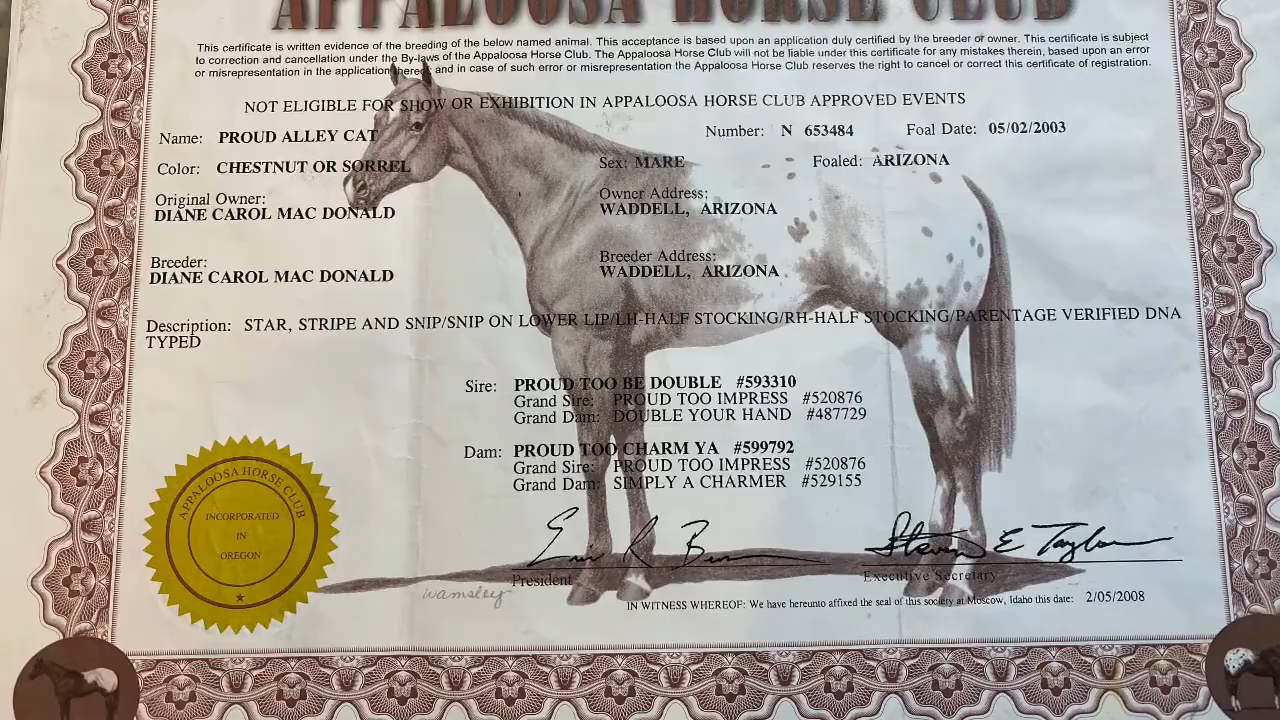 APPALOOSA HORSE CLUB
This certificate is written evidence of the breeding of the below named animal. This acceptance is based upon an application duly certified by the breeder or owner. This certificate is subject
to correction and cancellation under the By-laws of the Appaloosa Horse Club. The Appaloosa Horse Club will not be liable under this certificate for any mistakes therein, based upon an error
or misrepresentation in the application hereof and in case of such error or misrepresentation the Appaloosa Horse Club reserves the right to cancel or correct this certificate of registration.
NOT ELIGIBLE FOR SHOW OR EXHIBITION IN APPALOOSA HORSE CLUB APPROVED EVENTS
Name: PROUD ALLEY CAT Number: N 653484 Foal Date: 05/02/2003
Color: CHESTNUT OR SORREL Sex: MARE Foaled: ARIZONA
Original Owner: Owner Address:
DIANE CAROL MAC DONALD WADDELL, ARIZONA
Breeder: Breeder Address:
DIANE CAROL MAC DONALD WADDELL, ARIZONA
Description: STAR, STRIPE AND SNIP/SNIP ON LOWER LIP/LH-HALF STOCKING/RH-HALF STOCKING/PARENTAGE VERIFIED DNA
TYPED
Sire: PROUD TOO BE DOUBLE #593310
Grand Sire: PROUD TOO IMPRESS #520876
Grand Dam: DOUBLE YOUR HAND #487729
Dam: PROUD TOO CHARM YA #599792
Grand Sire: PROUD TOO IMPRESS #520876
Grand Dam: SIMPLY A CHARMER #529155
APPALOOSA HORSE CLUB
INCORPORATED
IN
OREGON
Steven E Taylor
President Executive Secretary
Wamsley
IN WITNESS WHEREOF: We have hereunto affixed the seal of this society at Moscow, Idaho this date: 2/05/2008